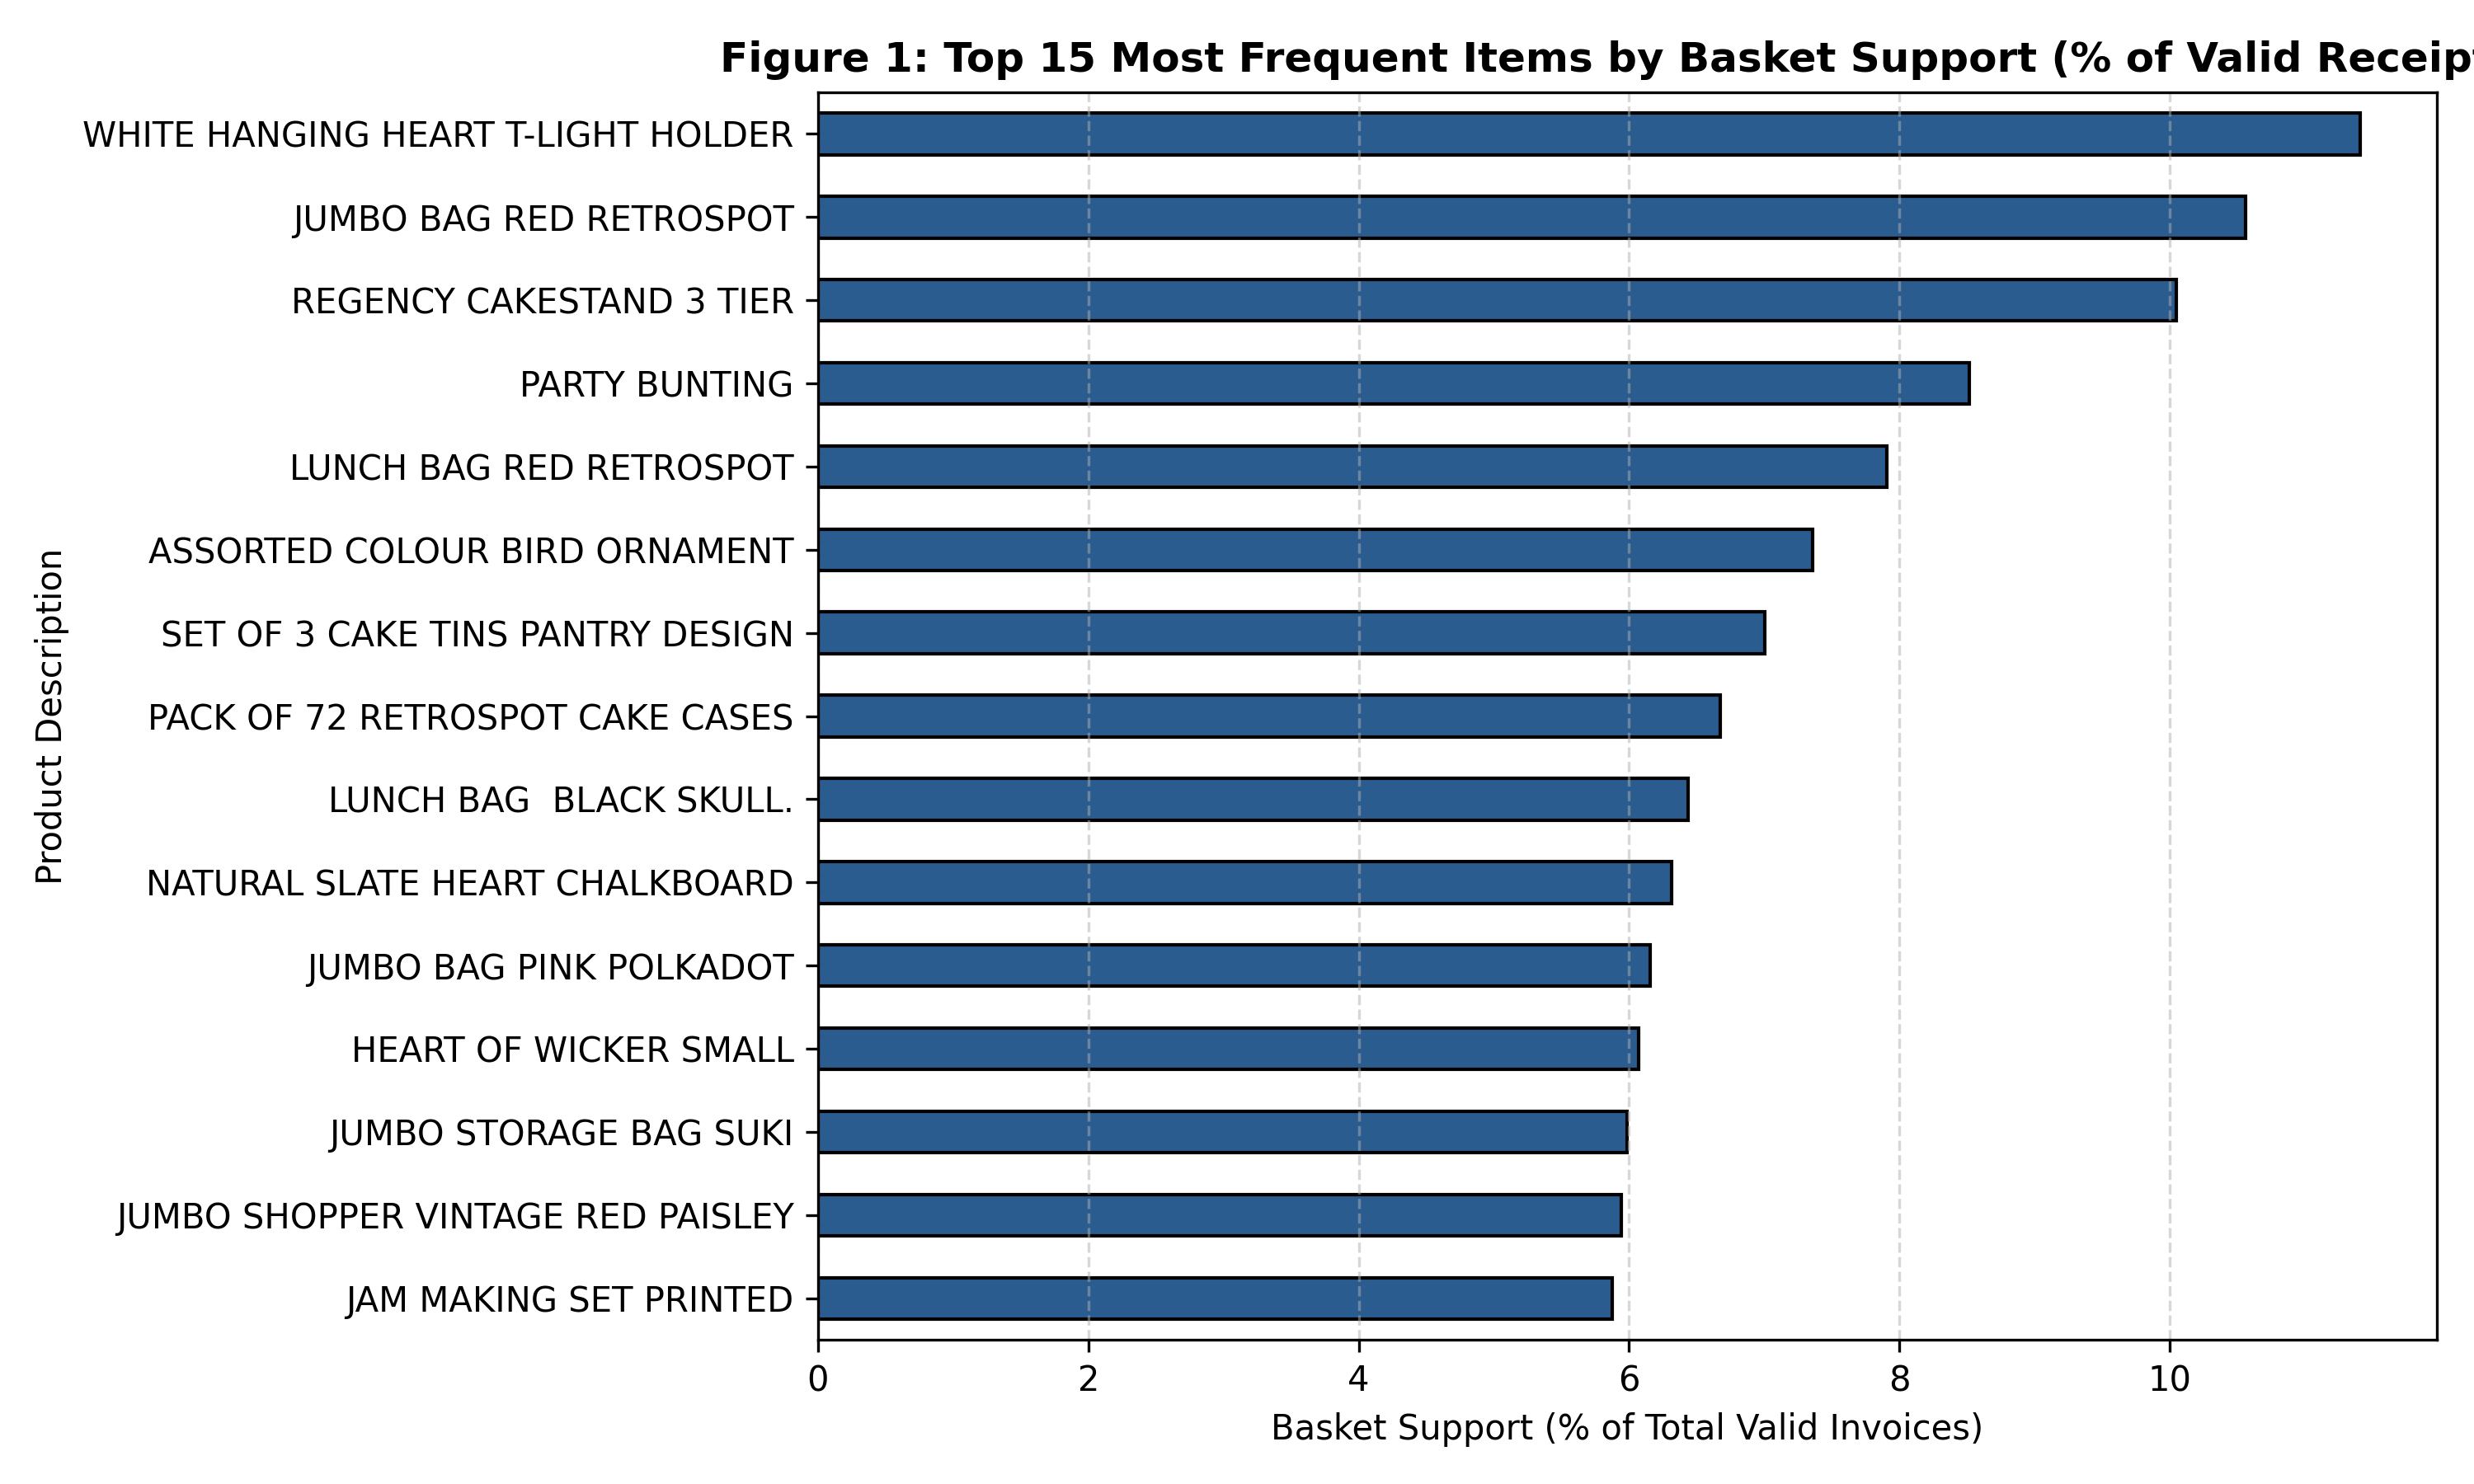 Figure 1: Top 15 Most Frequent Items by Basket Support (% of Valid Receipt
WHITE HANGING HEART T-LIGHT HOLDER
JUMBO BAG RED RETROSPOT
REGENCY CAKESTAND 3 TIER
PARTY BUNTING
LUNCH BAG RED RETROSPOT
ASSORTED COLOUR BIRD ORNAMENT
SET OF 3 CAKE TINS PANTRY DESIGN
PACK OF 72 RETROSPOT CAKE CASES
LUNCH BAG  BLACK SKULL.
NATURAL SLATE HEART CHALKBOARD
JUMBO BAG PINK POLKADOT
HEART OF WICKER SMALL
JUMBO STORAGE BAG SUKI
JUMBO SHOPPER VINTAGE RED PAISLEY
JAM MAKING SET PRINTED
Product Description
0 2 4 6 8 10
Basket Support (% of Total Valid Invoices)